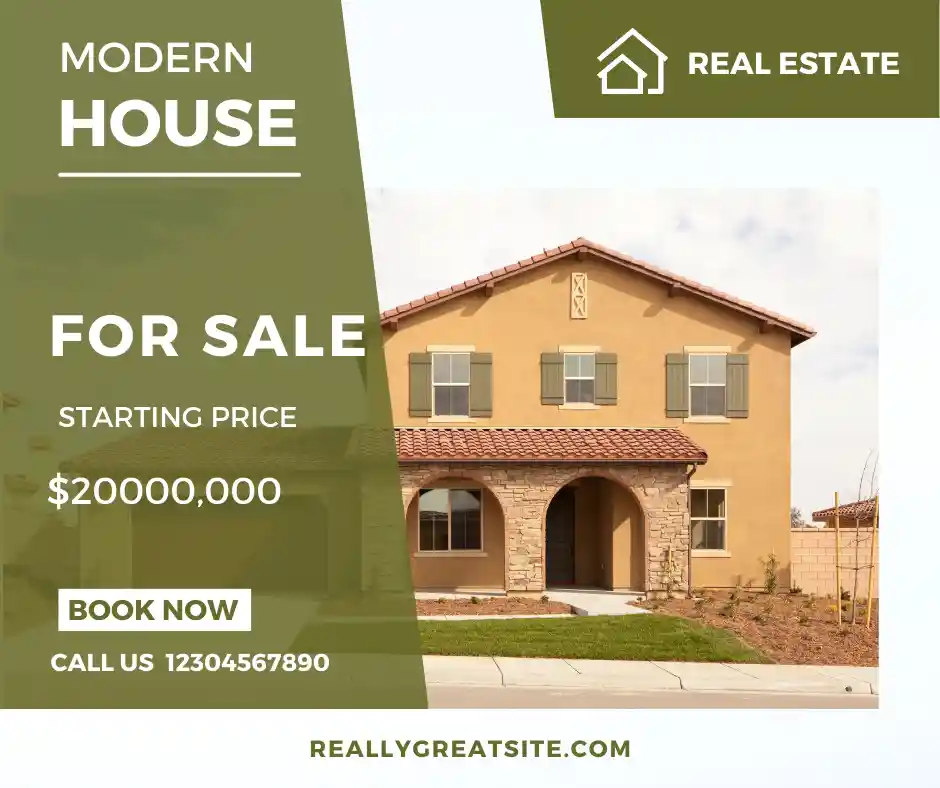 MODERN
HOUSE
REAL ESTATE
FOR SALE
STARTING PRICE
$20000,000
BOOK NOW
CALL US 12304567890
REALLYGREATSITE.COM